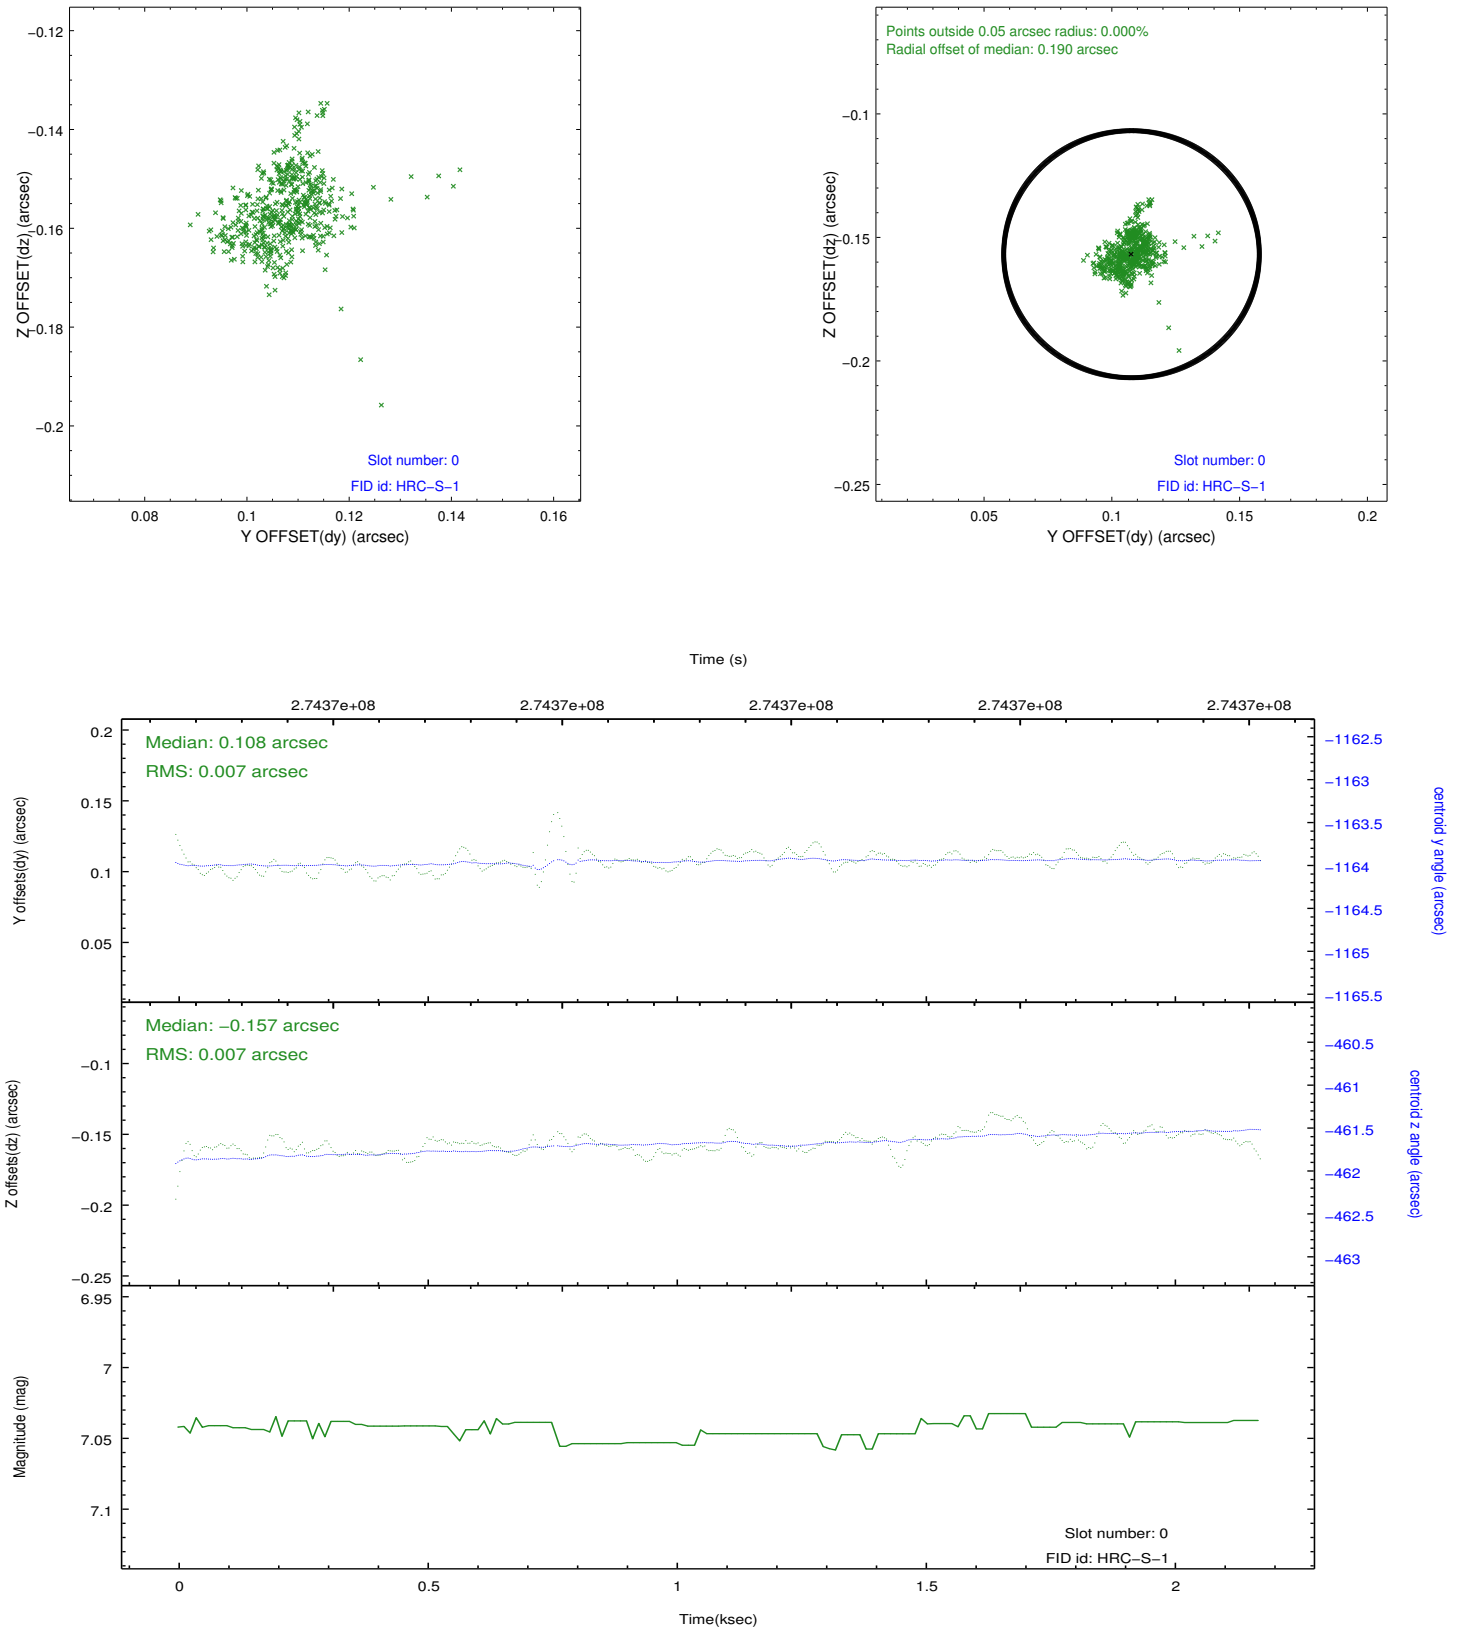 −0.12
−0.14
−0.16
−0.18
−0.2
Z OFFSET(dz) (arcsec)
Slot number: 0
FID id: HRC−S−1
0.08 0.1 0.12 0.14 0.16
Y OFFSET(dy) (arcsec)
Points outside 0.05 arcsec radius: 0.000%
Radial offset of median: 0.190 arcsec
−0.1
−0.15
−0.2
−0.25
Z OFFSET(dz) (arcsec)
Slot number: 0
FID id: HRC−S−1
0.05 0.1 0.15 0.2
Y OFFSET(dy) (arcsec)
Time (s)
2.7437e+08 2.7437e+08 2.7437e+08 2.7437e+08 2.7437e+08
Median: 0.108 arcsec
RMS: 0.007 arcsec
0.2
0.15
0.1
0.05
Y offsets(dy) (arcsec)
−1162.5
−1163
−1163.5
−1164
−1164.5
−1165
−1165.5
centroid y angle (arcsec)
Median: −0.157 arcsec
RMS: 0.007 arcsec
−0.1
−0.15
−0.2
−0.25
Z offsets(dz) (arcsec)
−460.5
−461
−461.5
−462
−462.5
−463
centroid z angle (arcsec)
6.95
7
7.05
7.1
Magnitude (mag)
Slot number: 0
FID id: HRC−S−1
0 0.5 1 1.5 2
Time(ksec)